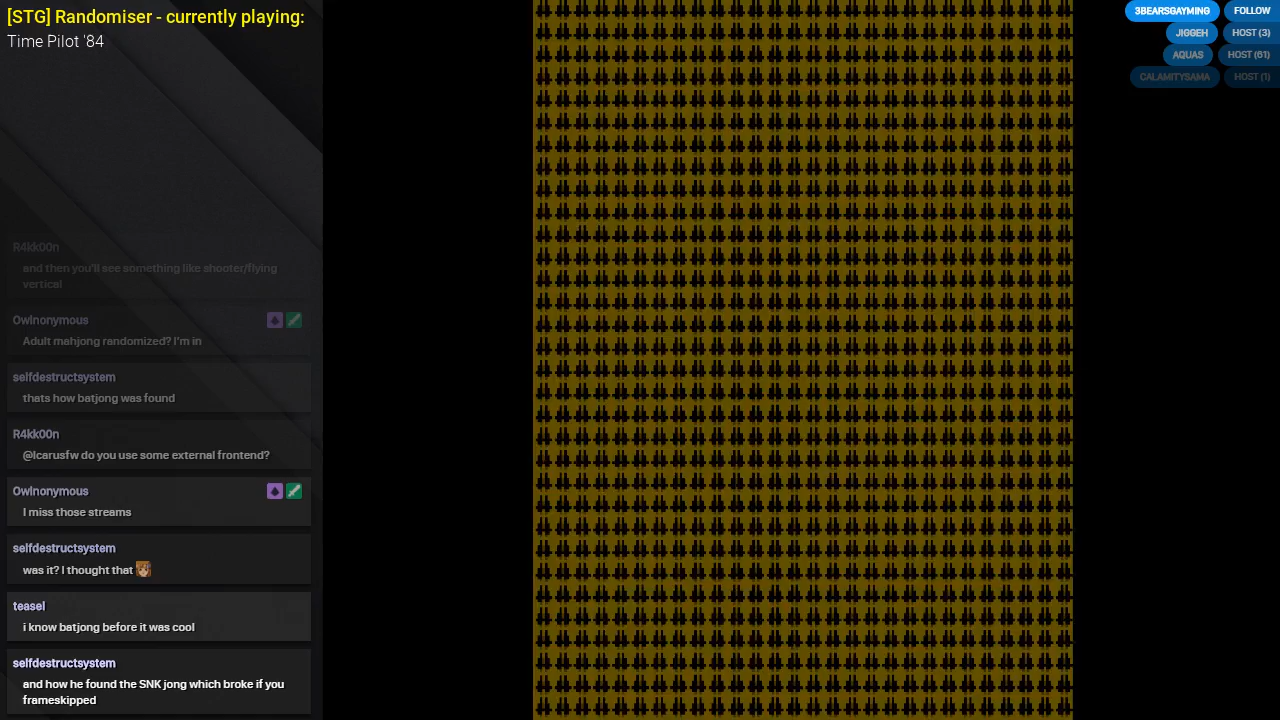 [STG] Randomiser - currently playing:
Time Pilot '84
3BEARSGAYMING FOLLOW
JIGGEH HOST (3)
AQUAS HOST (61)
CALAMITYSAMA HOST (1)
R4kk00n
and then you'll see something like shooter/flying
vertical
Owlnonymous
Adult mahjong randomized? I'm in
selfdestructsystem
thats how batjong was found
R4kk00n
@Icarusfw do you use some external frontend?
Owlnonymous
I miss those streams
selfdestructsystem
was it? I thought that
teasel
i know batjong before it was cool
selfdestructsystem
and how he found the SNK jong which broke if you
frameskipped